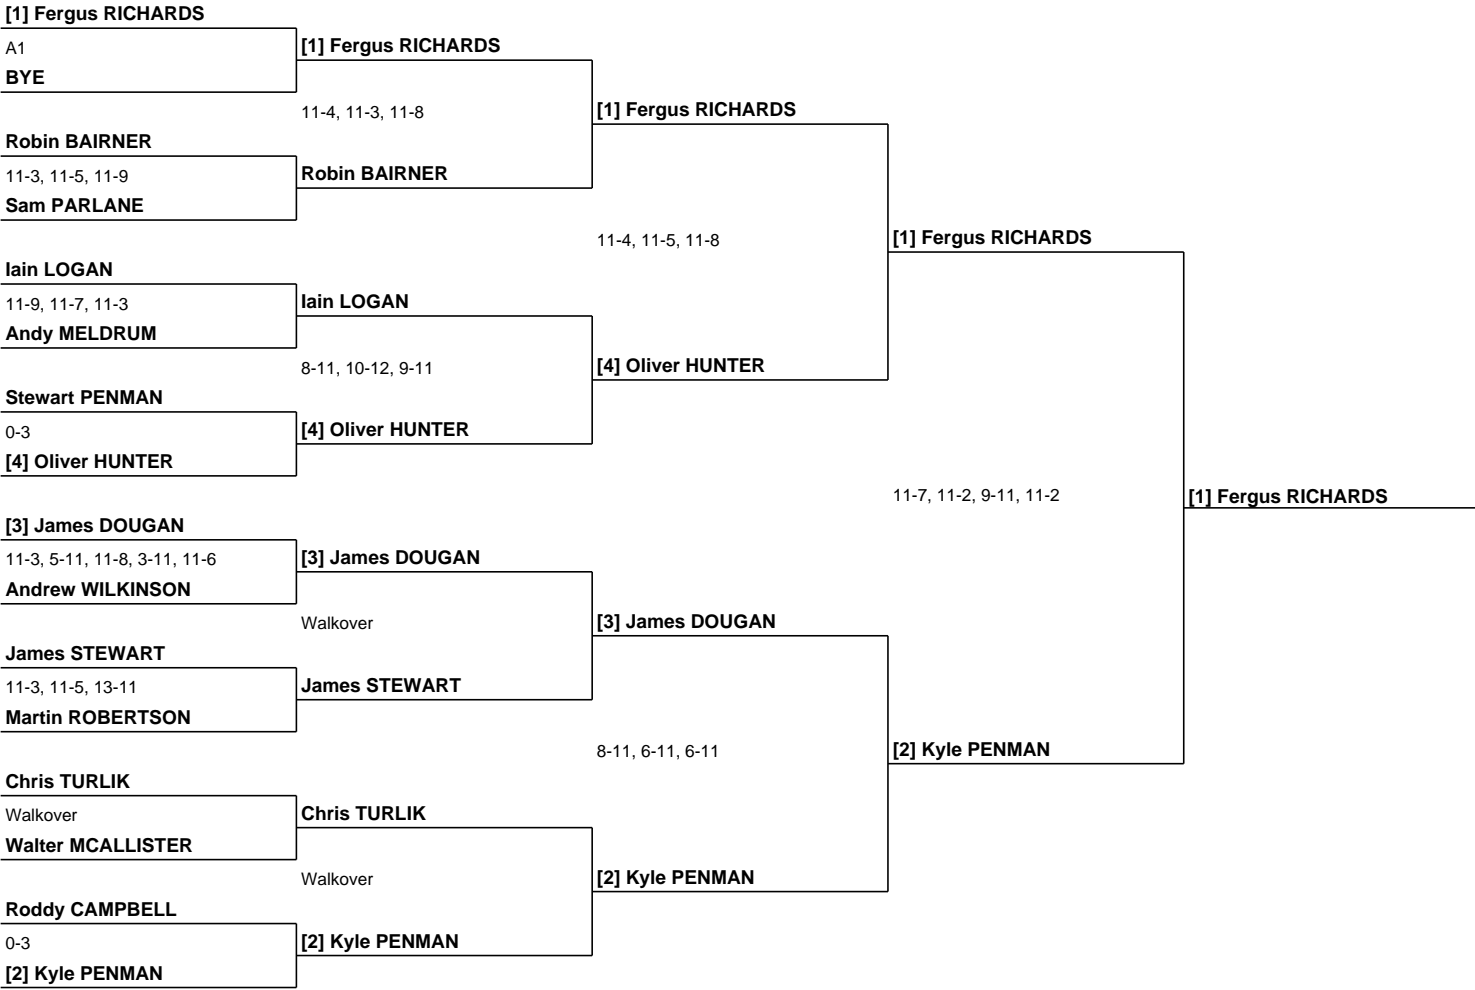 [1] Fergus RICHARDS
A1
BYE
Robin BAIRNER
11-3, 11-5, 11-9
Sam PARLANE
Iain LOGAN
11-9, 11-7, 11-3
Andy MELDRUM
Stewart PENMAN
0-3
[4] Oliver HUNTER
[3] James DOUGAN
11-3, 5-11, 11-8, 3-11, 11-6
Andrew WILKINSON
James STEWART
11-3, 11-5, 13-11
Martin ROBERTSON
Chris TURLIK
Walkover
Walter MCALLISTER
Roddy CAMPBELL
0-3
[2] Kyle PENMAN
[1] Fergus RICHARDS
11-4, 11-3, 11-8
Robin BAIRNER
Iain LOGAN
8-11, 10-12, 9-11
[4] Oliver HUNTER
[3] James DOUGAN
Walkover
James STEWART
Chris TURLIK
Walkover
[2] Kyle PENMAN
[1] Fergus RICHARDS
11-4, 11-5, 11-8
[4] Oliver HUNTER
[3] James DOUGAN
8-11, 6-11, 6-11
[2] Kyle PENMAN
[1] Fergus RICHARDS
11-7, 11-2, 9-11, 11-2
[2] Kyle PENMAN
[1] Fergus RICHARDS